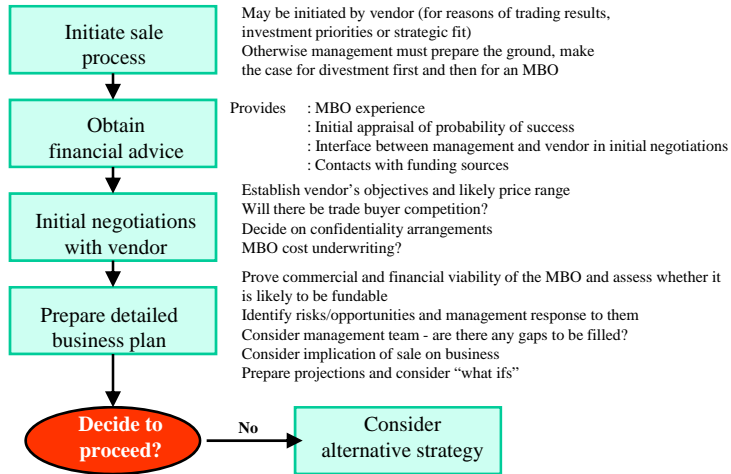 Initiate sale
process
May be initiated by vendor (for reasons of trading results,
investment priorities or strategic fit)
Otherwise management must prepare the ground, make
the case for divestment first and then for an MBO
Obtain
financial advice
Provides : MBO experience
: Initial appraisal of probability of success
: Interface between management and vendor in initial negotiations
: Contacts with funding sources
Initial negotiations
with vendor
Establish vendor's objectives and likely price range
Will there be trade buyer competition?
Decide on confidentiality arrangements
MBO cost underwriting?
Prepare detailed
business plan
Prove commercial and financial viability of the MBO and assess whether it
is likely to be fundable
Identify risks/opportunities and management response to them
Consider management team - are there any gaps to be filled?
Consider implication of sale on business
Prepare projections and consider “what ifs”
Decide to
proceed?
No
Consider
alternative strategy